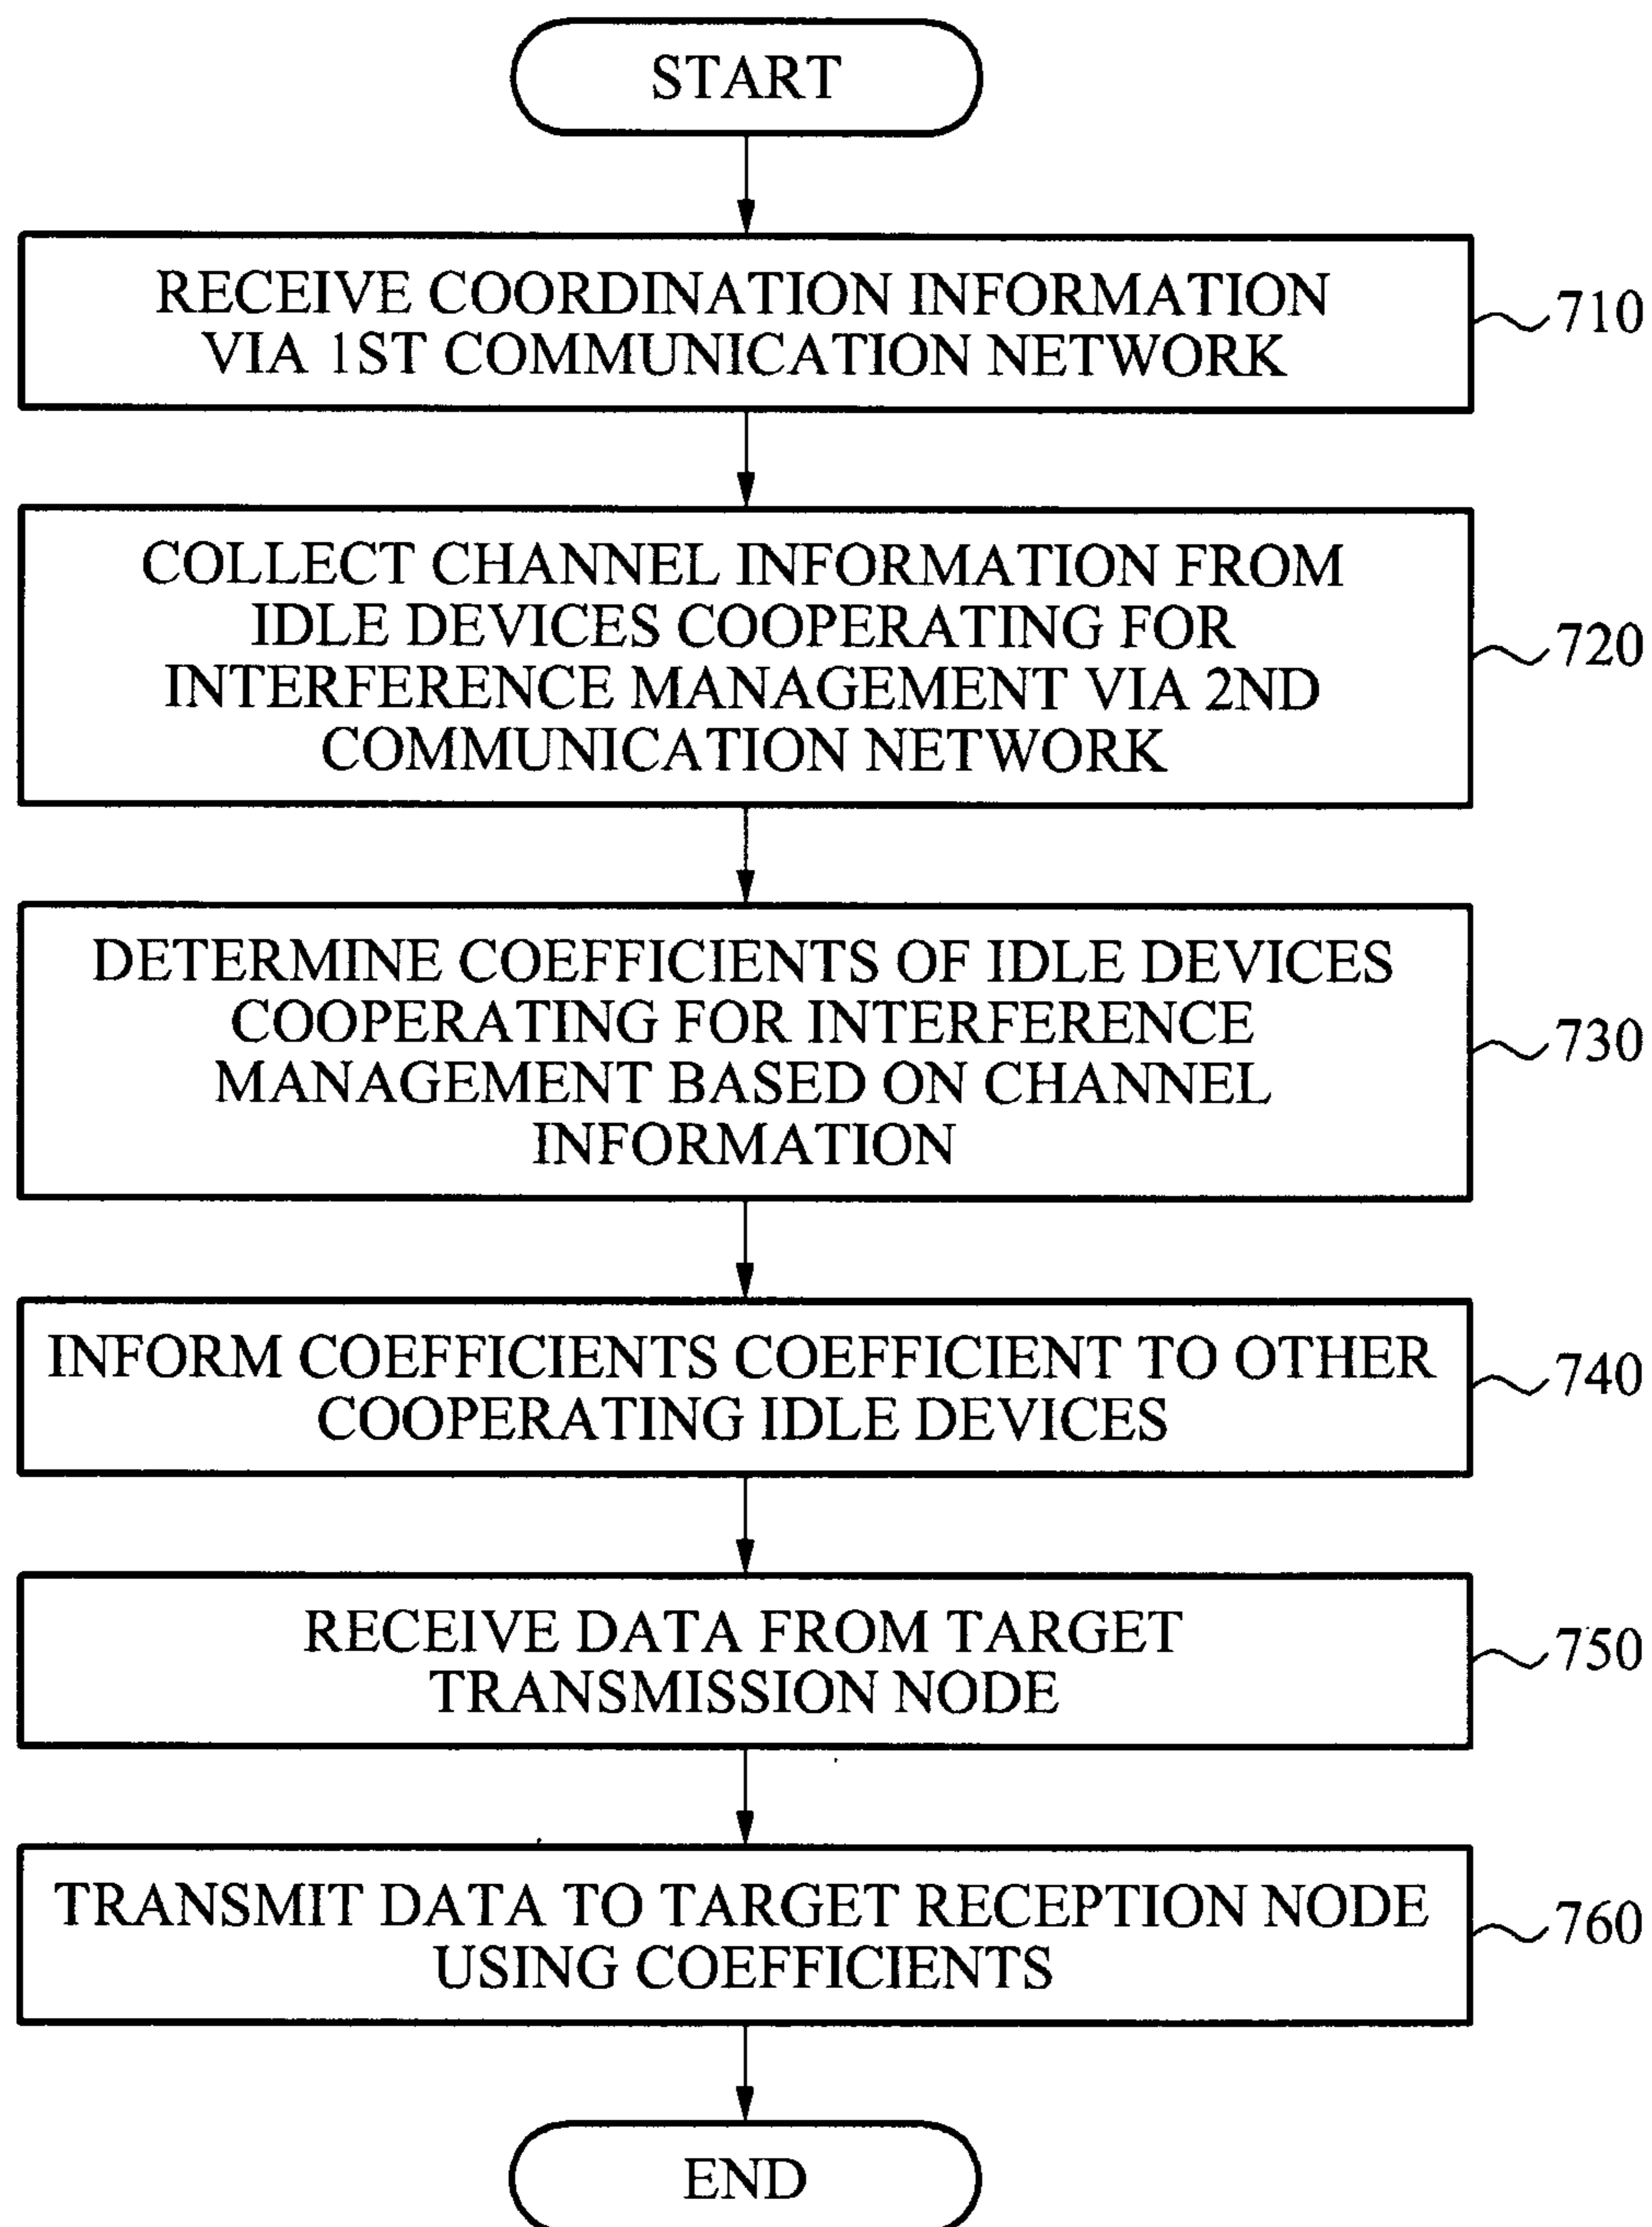 START
RECEIVE COORDINATION INFORMATION
VIA 1ST COMMUNICATION NETWORK
710
COLLECT CHANNEL INFORMATION FROM
IDLE DEVICES COOPERATING FOR
INTERFERENCE MANAGEMENT VIA 2ND
COMMUNICATION NETWORK
720
DETERMINE COEFFICIENTS OF IDLE DEVICES
COOPERATING FOR INTERFERENCE
MANAGEMENT BASED ON CHANNEL
INFORMATION
730
INFORM COEFFICIENTS COEFFICIENT TO OTHER
COOPERATING IDLE DEVICES
740
RECEIVE DATA FROM TARGET
TRANSMISSION NODE
750
TRANSMIT DATA TO TARGET RECEPTION NODE
USING COEFFICIENTS
760
END